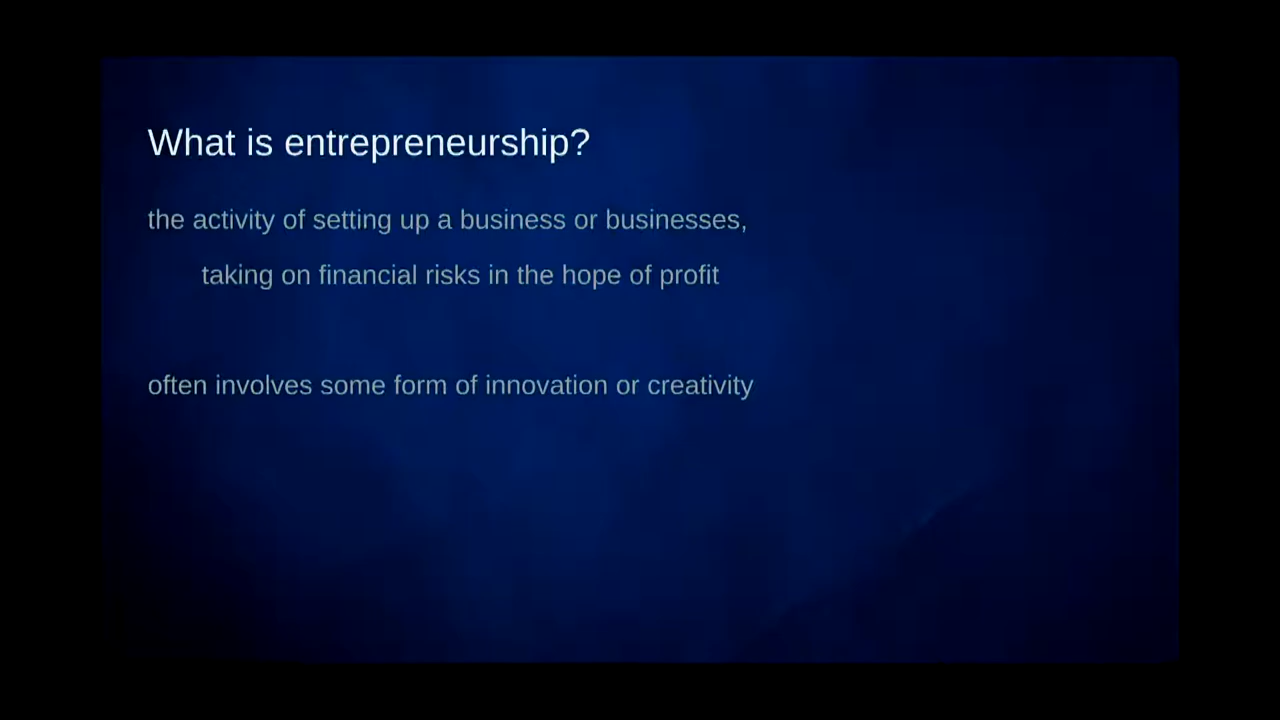 What is entrepreneurship?
the activity of setting up a business or businesses,
taking on financial risks in the hope of profit
often involves some form of innovation or creativity